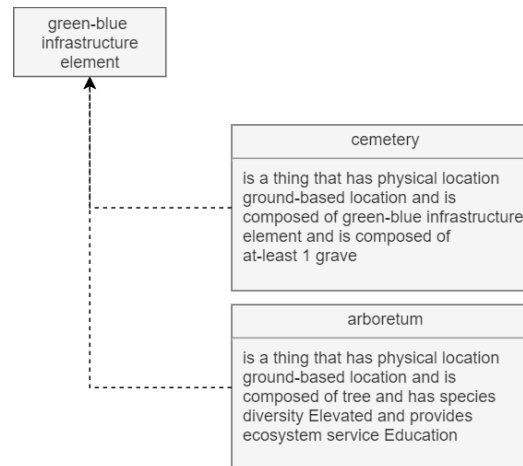 green-blue
infrastructure
element
cemetery
is a thing that has physical location
ground-based location and is
composed of green-blue infrastructure
element and is composed of
at-least 1 grave
arboretum
is a thing that has physical location
ground-based location and is
composed of tree and has species
diversity Elevated and provides
ecosystem service Education